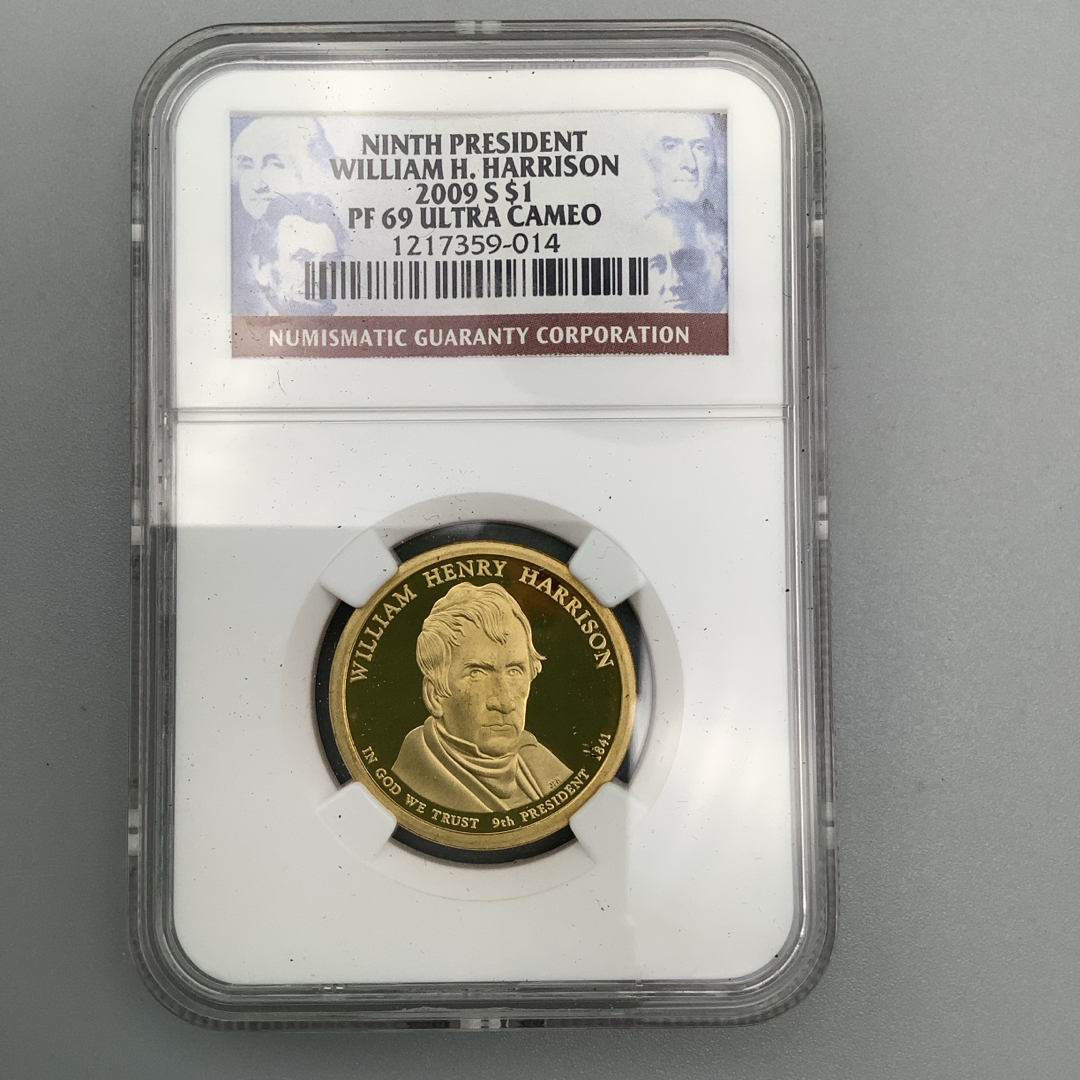 NINTH PRESIDENT
WILLIAM H. HARRISON
2009 S $1
PF 69 ULTRA CAMEO
1217359-014
NUMISMATIC GUARANTY CORPORATION
WILLIAM HENRY HARRISON
IN GOD WE TRUST 9th PRESIDENT 1841